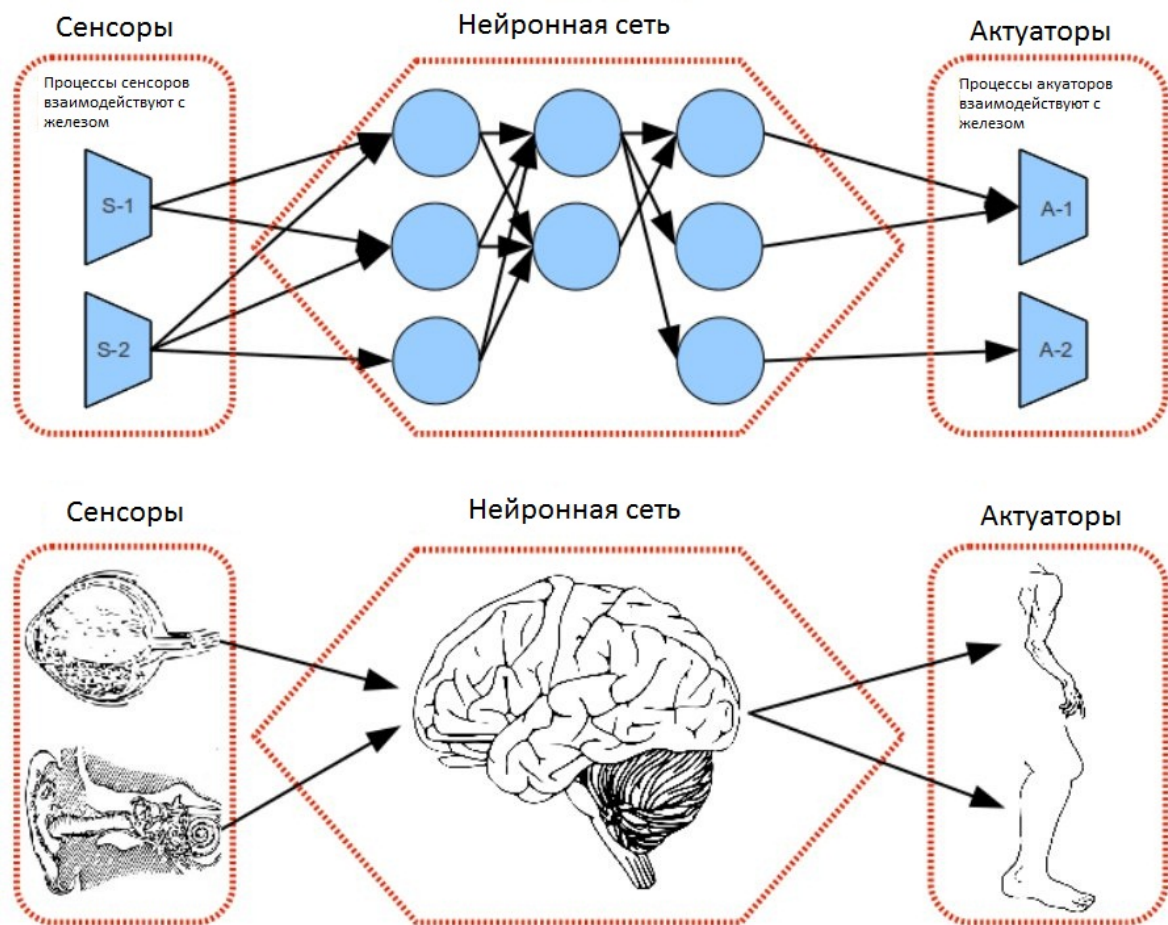 Сенсоры
Нейронная сеть
Актуаторы
Процессы сенсоров
взаимодействуют с
железом
Процессы акуаторов
взаимодействуют с
железом
S-1
A-1
S-2
A-2
Сенсоры
Нейронная сеть
Актуаторы